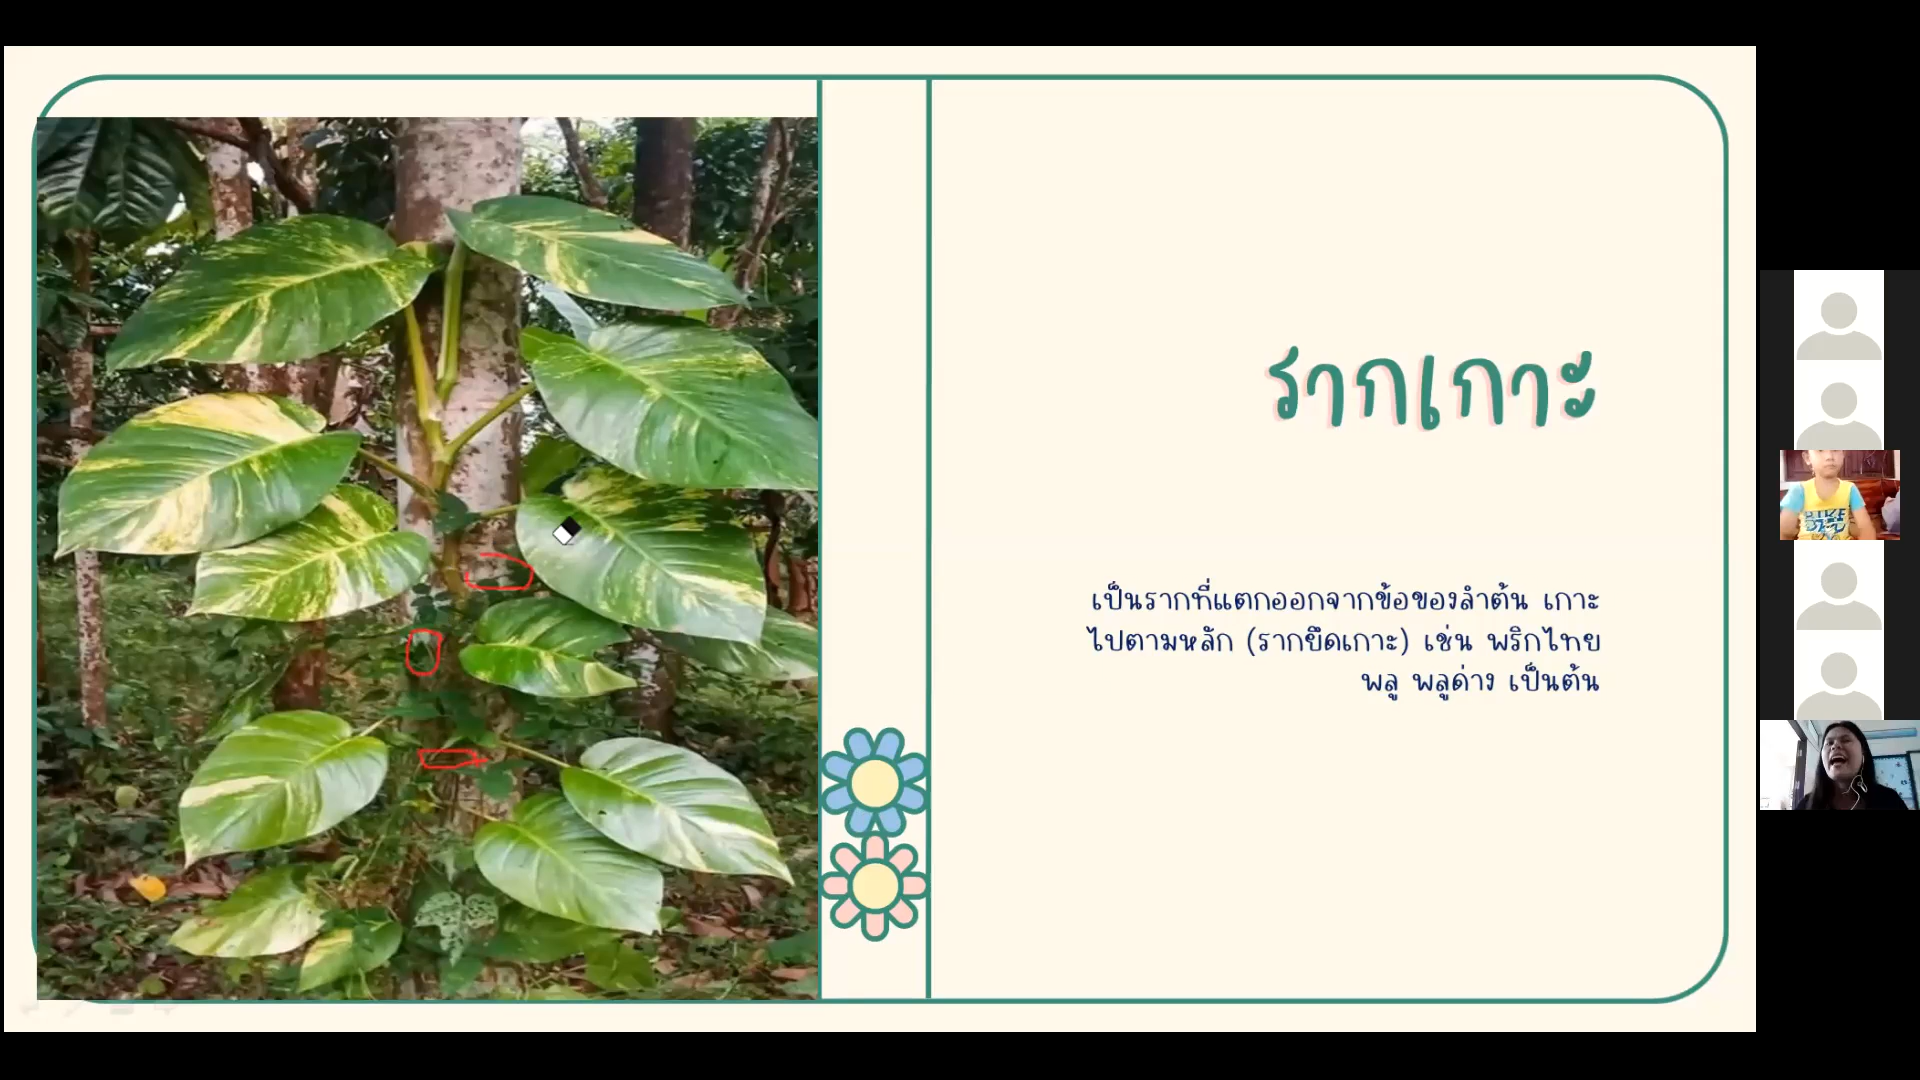 รากเกาะ
เป็นรากที่แตกออกจากข้อของลำต้น เกาะ
ไปตามหลัก (รากยึดเกาะ) เช่น พริกไทย
พลู พลูด่าง เป็นต้น